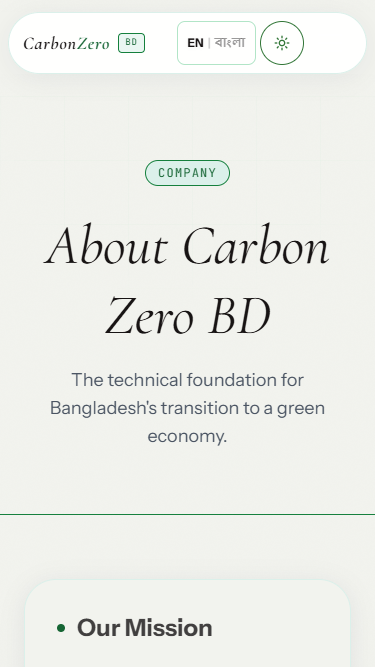 CarbonZero BD EN | বাংলা
COMPANY
About Carbon
Zero BD
The technical foundation for
Bangladesh's transition to a green
economy.
Our Mission